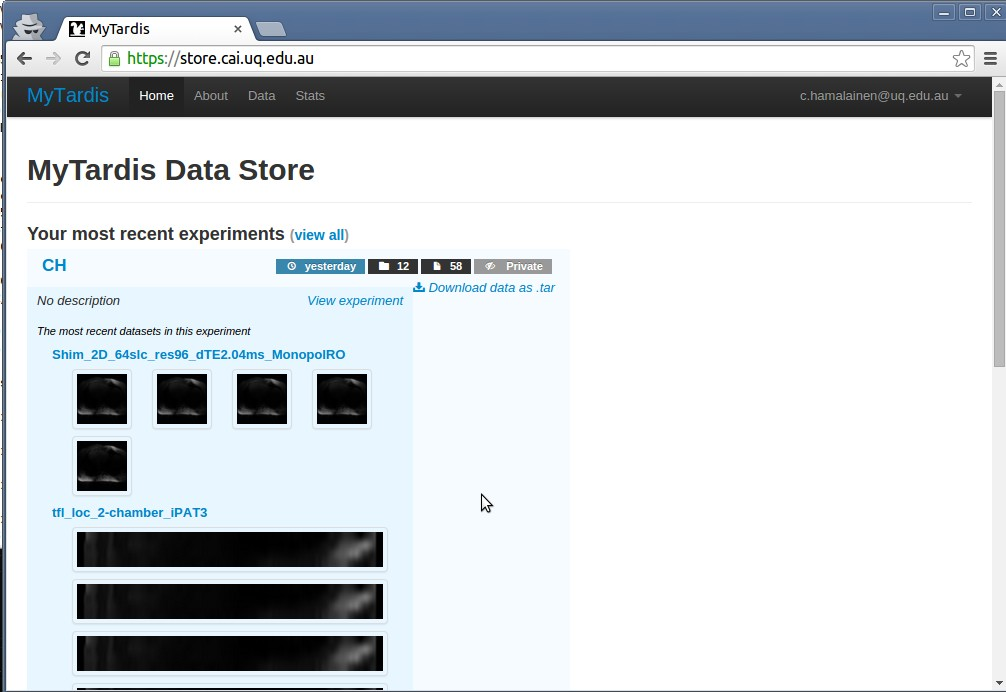 MyTardis
https://store.cai.uq.edu.au
MyTardis Home About Data Stats c.hamalainen@uq.edu.au
MyTardis Data Store
Your most recent experiments (view all)
CH yesterday 12 58 Private
Download data as .tar
No description View experiment
The most recent datasets in this experiment
Shim_2D_64slc_res96_dTE2.04ms_MonopolRO
tfl_loc_2-chamber_iPAT3